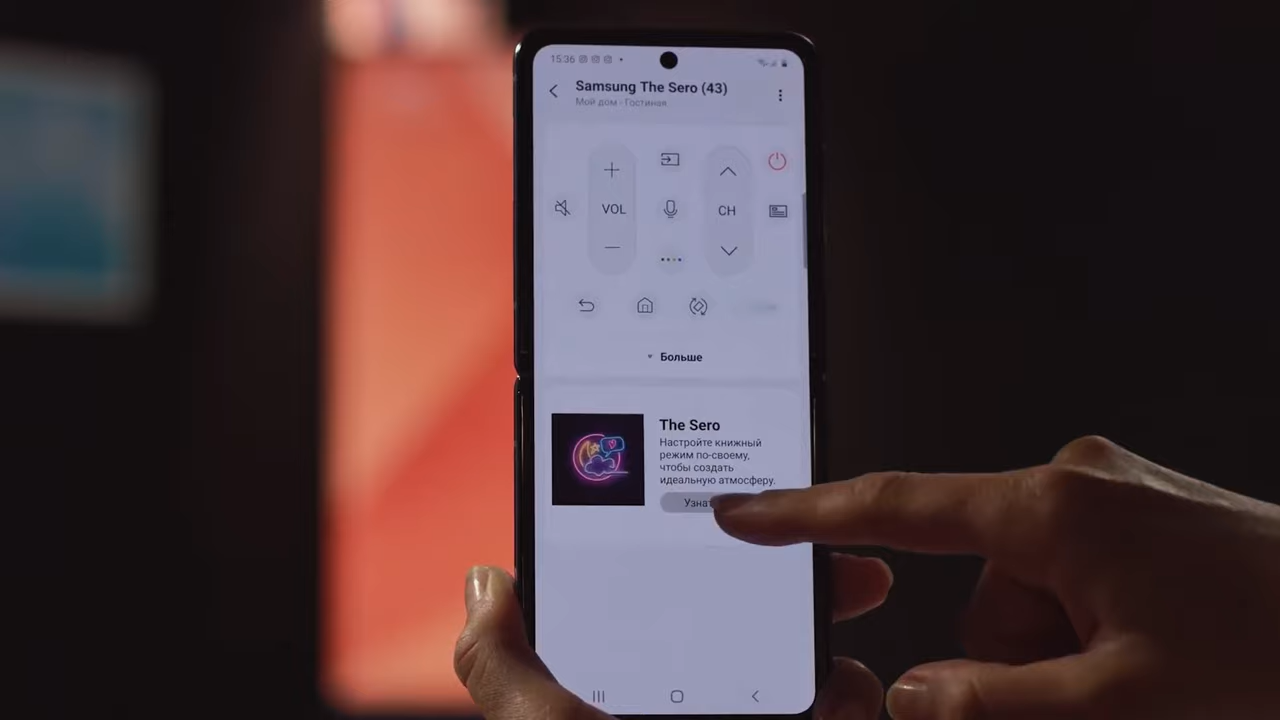 15:36
Samsung The Sero (43)
Мой дом - Гостиная
VOL
CH
Больше
The Sero
Настройте книжный
режим по-своему,
чтобы создать
идеальную атмосферу.